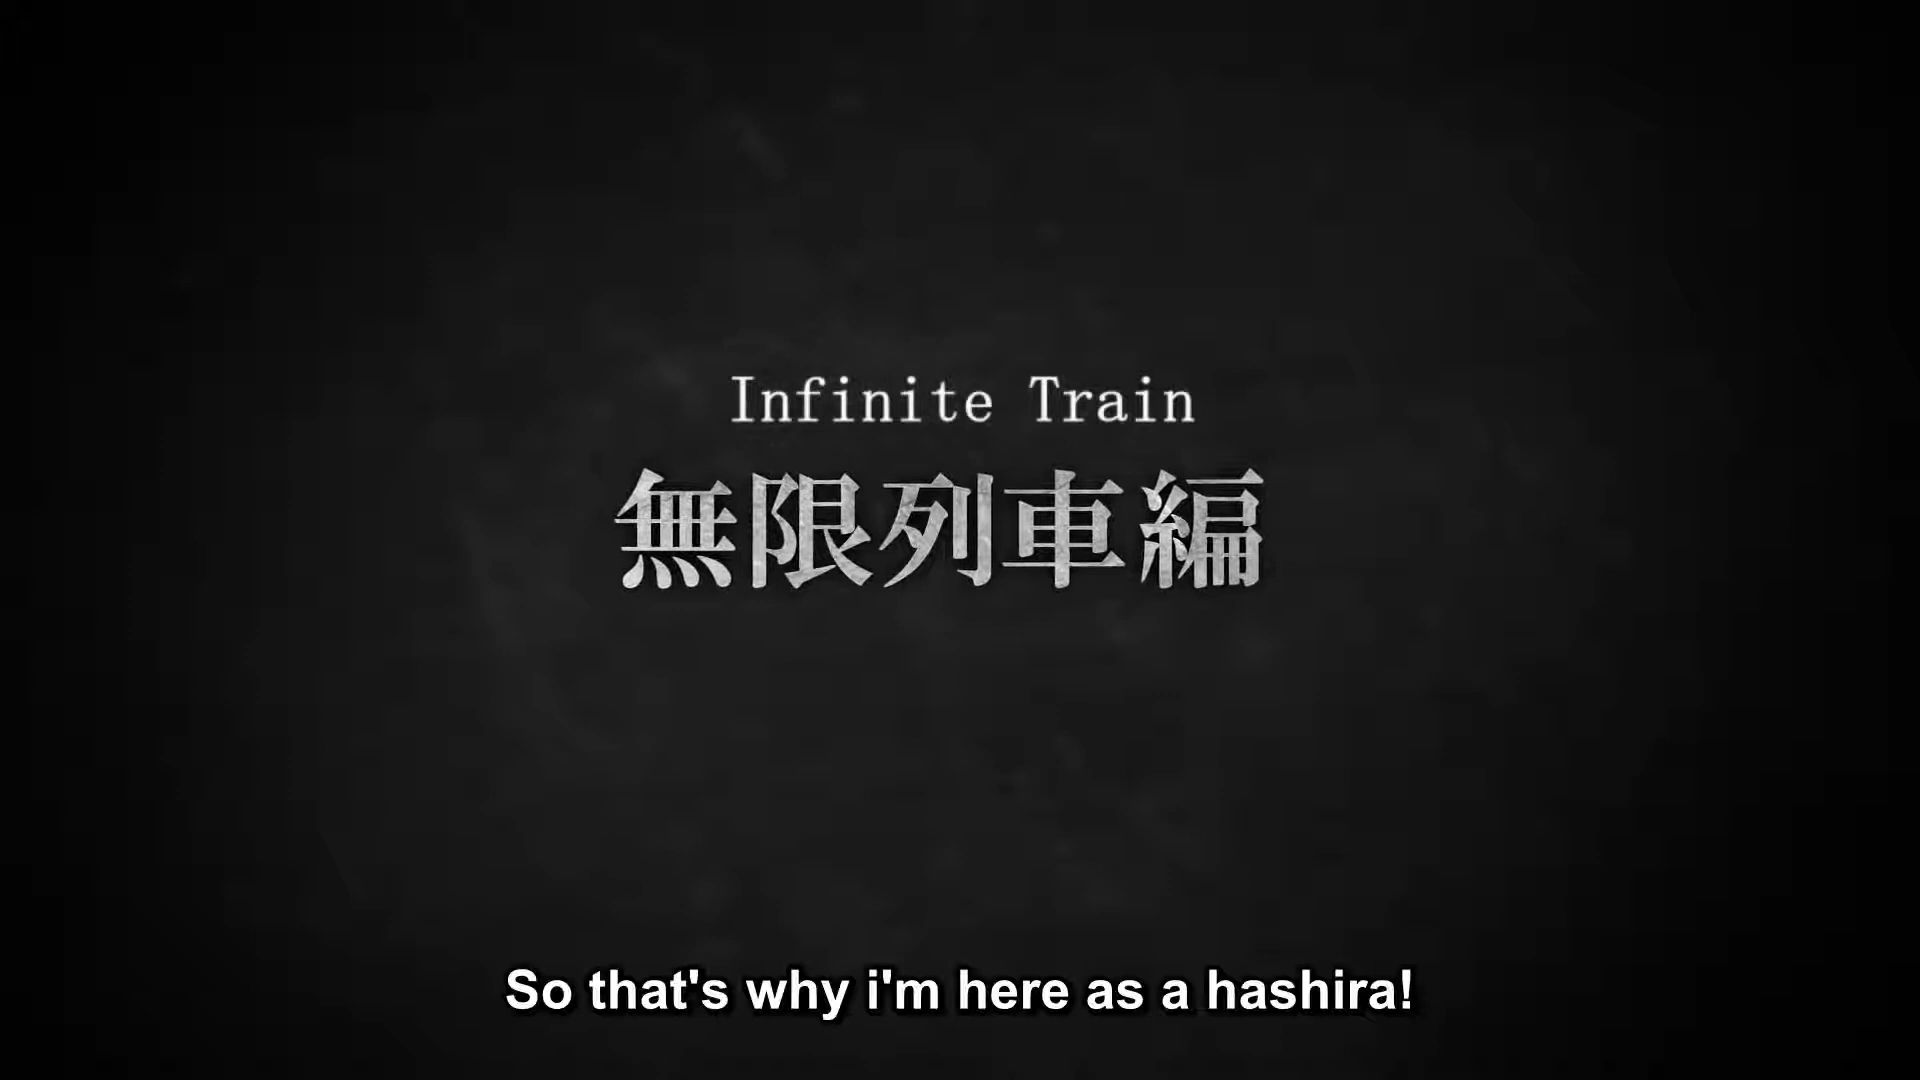 Infinite Train
無限列車編
So that's why i'm here as a hashira!